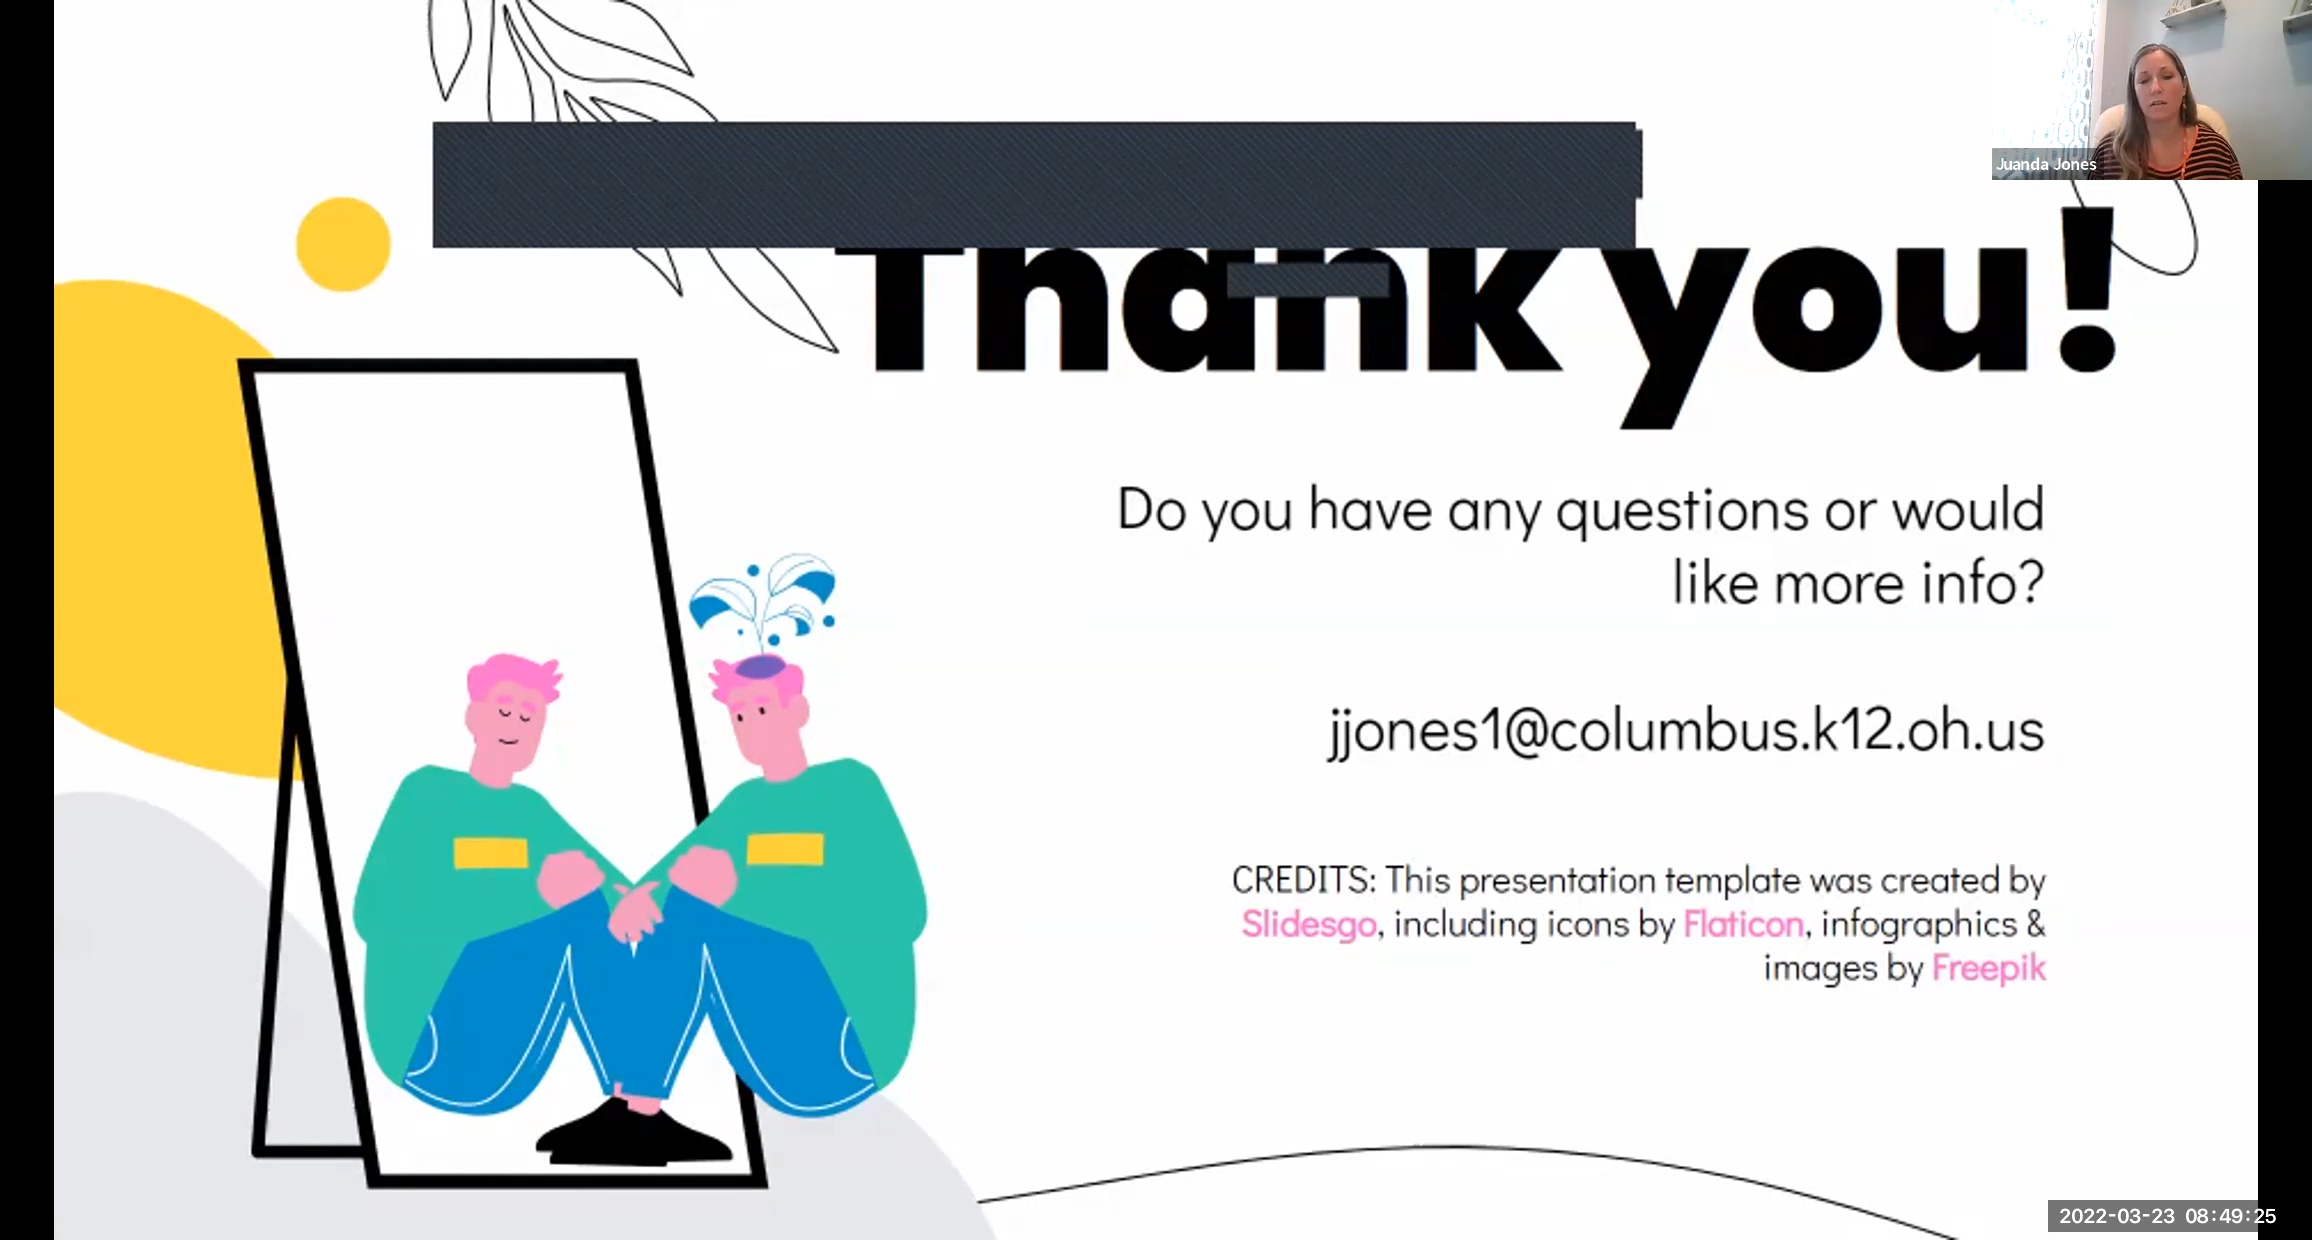 Juanda Jones
Thank you!
Do you have any questions or would
like more info?
jjones1@columbus.k12.oh.us
CREDITS: This presentation template was created by
Slidesgo, including icons by Flaticon, infographics &
images by Freepik
2022-03-23 08:49:25